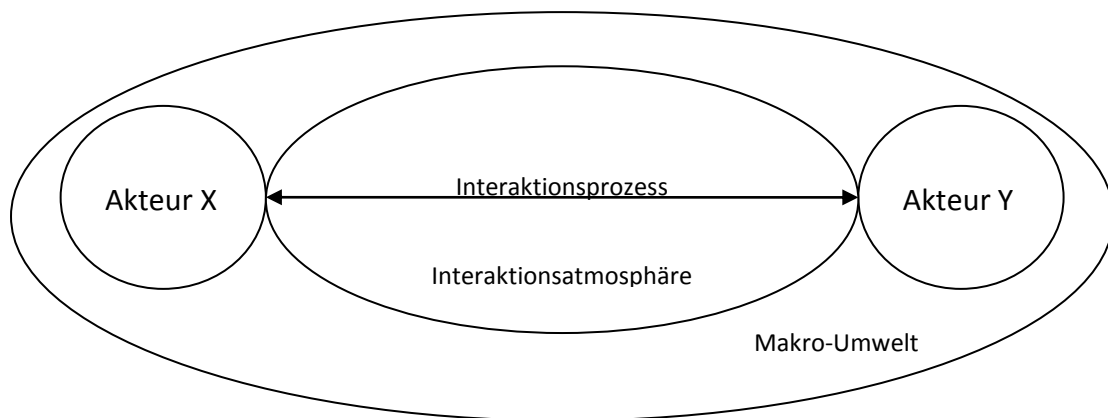 Akteur X
Interaktionsprozess
Akteur Y
Interaktionsatmosphäre
Makro-Umwelt